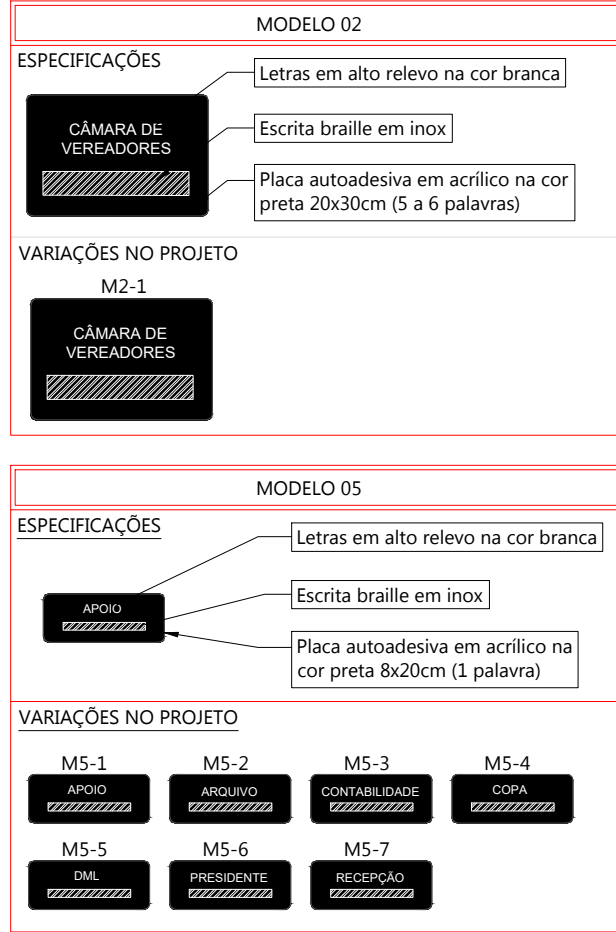 MODELO 02
ESPECIFICAÇÕES
Letras em alto relevo na cor branca
CÂMARA DE
VEREADORES
Escrita braille em inox
Placa autoadesiva em acrílico na cor
preta 20x30cm (5 a 6 palavras)
VARIAÇÕES NO PROJETO
M2-1
CÂMARA DE
VEREADORES
MODELO 05
ESPECIFICAÇÕES
Letras em alto relevo na cor branca
APOIO
Escrita braille em inox
Placa autoadesiva em acrílico na
cor preta 8x20cm (1 palavra)
VARIAÇÕES NO PROJETO
M5-1 M5-2 M5-3 M5-4
APOIO ARQUIVO CONTABILIDADE COPA
M5-5 M5-6 M5-7
DML PRESIDENTE RECEPÇÃO